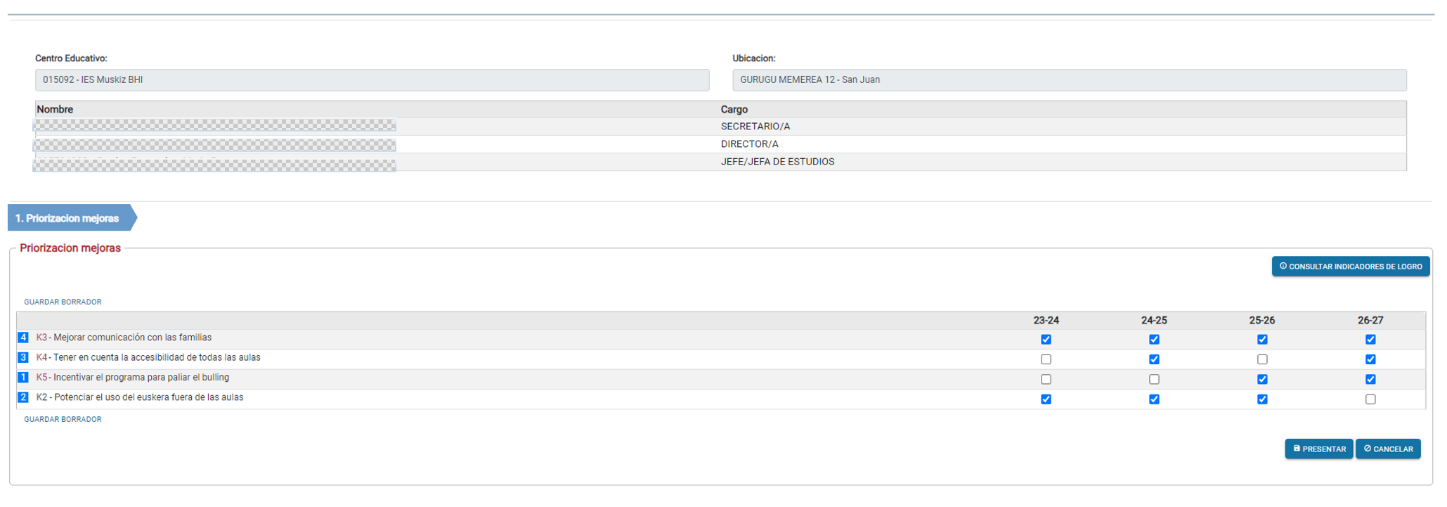 Centro Educativo: Ubicacion:
015092 - IES Muskiz BHI GURUGU MEMEREA 12 - San Juan
Nombre Cargo
SECRETARIO/A
DIRECTOR/A
JEFE/JEFA DE ESTUDIOS
1. Priorizacion mejoras
Priorizacion mejoras
CONSULTAR INDICADORES DE LOGRO
GUARDAR BORRADOR
23-24 24-25 25-26 26-27
4 K3 - Mejorar comunicación con las familias
3 K4 - Tener en cuenta la accesibilidad de todas las aulas
1 K5 - Incentivar el programa para paliar el bulling
2 K2 - Potenciar el uso del euskera fuera de las aulas
GUARDAR BORRADOR
PRESENTAR CANCELAR